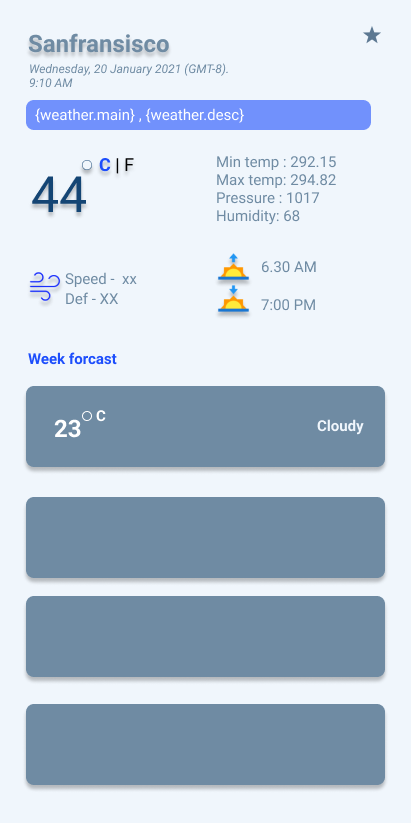 Sanfransisco
Wednesday, 20 January 2021 (GMT-8).
9:10 AM
{weather.main} , {weather.desc}
44° C | F
Min temp : 292.15
Max temp: 294.82
Pressure : 1017
Humidity: 68
Speed - xx
Def - XX
6.30 AM
7:00 PM
Week forcast
23° C
Cloudy